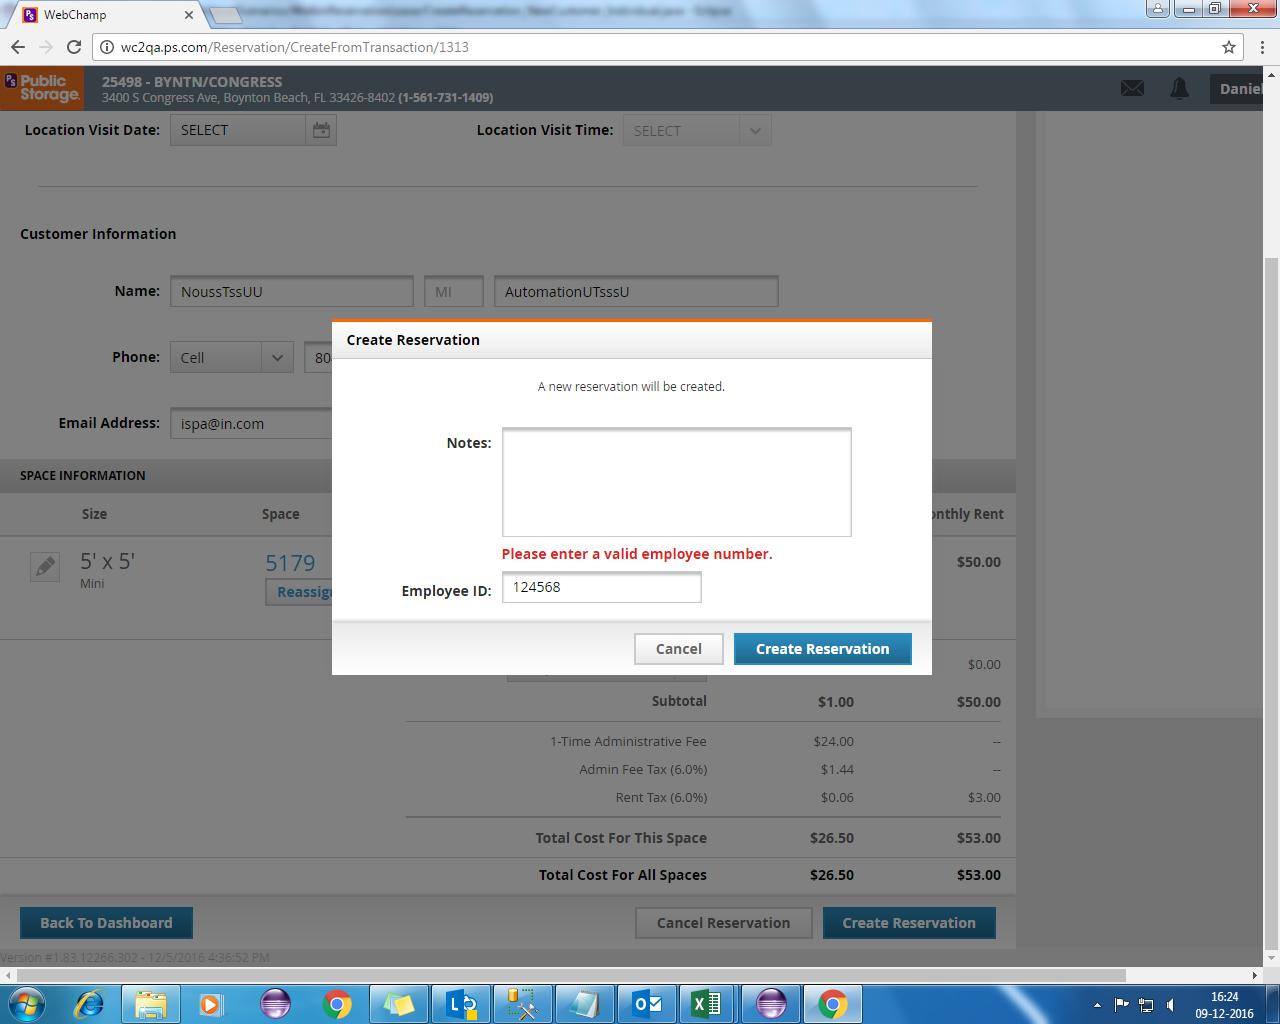 WebChamp
wc2qa.ps.com/Reservation/CreateFromTransaction/1313
PS Public Storage.
25498 - BYNTN/CONGRESS
3400 S Congress Ave, Boynton Beach, FL 33426-8402 (1-561-731-1409)
Daniel
Location Visit Date: SELECT Location Visit Time: SELECT
Customer Information
Name: NoussTssUU MI AutomationUTsssU
Create Reservation
Phone: Cell 80
A new reservation will be created.
Email Address: ispa@in.com
Notes:
SPACE INFORMATION
Size Space onthly Rent
5' x 5' 5179 $50.00
Mini
Reassig
Please enter a valid employee number.
Employee ID: 124568
Cancel Create Reservation
$0.00
Subtotal $1.00 $50.00
1-Time Administrative Fee $24.00 --
Admin Fee Tax (6.0%) $1.44 --
Rent Tax (6.0%) $0.06 $3.00
Total Cost For This Space $26.50 $53.00
Total Cost For All Spaces $26.50 $53.00
Back To Dashboard Cancel Reservation Create Reservation
Version #1.83.12266.302 - 12/5/2016 4:36:52 PM
16:24
09-12-2016